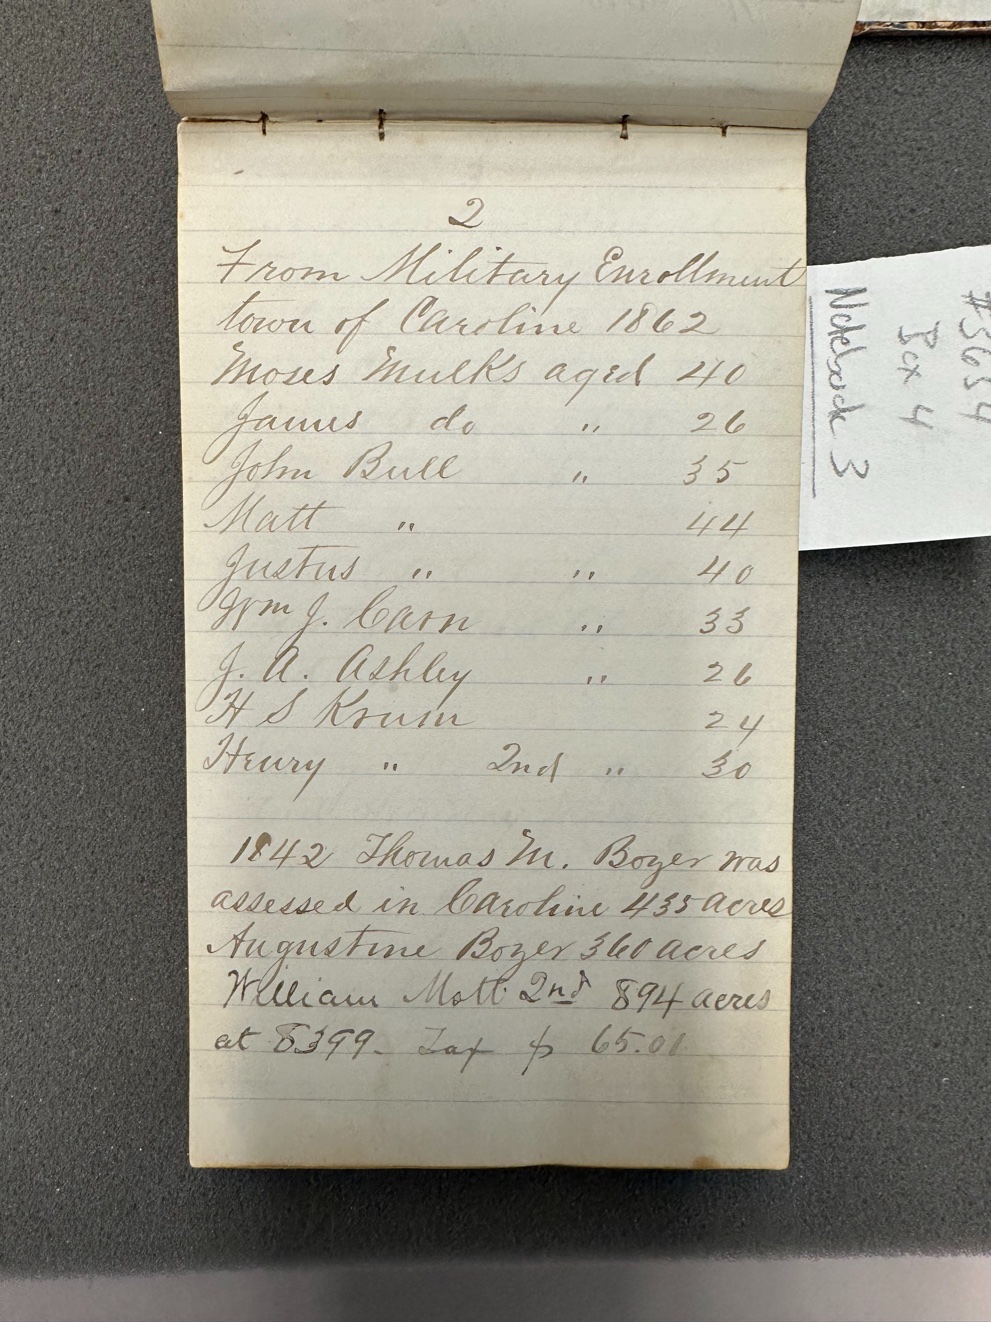 2
From Military Enrollment
town of Caroline 1862
Moses Mulks aged 40
James do " 26
John Bull " 35
Matt " 44
Justus " " 40
Wm J. Carn " 33
J. A. Ashley " 26
H S Krum 24
Henry " 2nd " 30
1842 Thomas M. Bozer was
assessed in Caroline 435 acres
Augustine Bozer 360 acres
William Mott 2nd 894 acres
at 8399. Tax $ 65.01
#3654
Box 4
Notebook 3